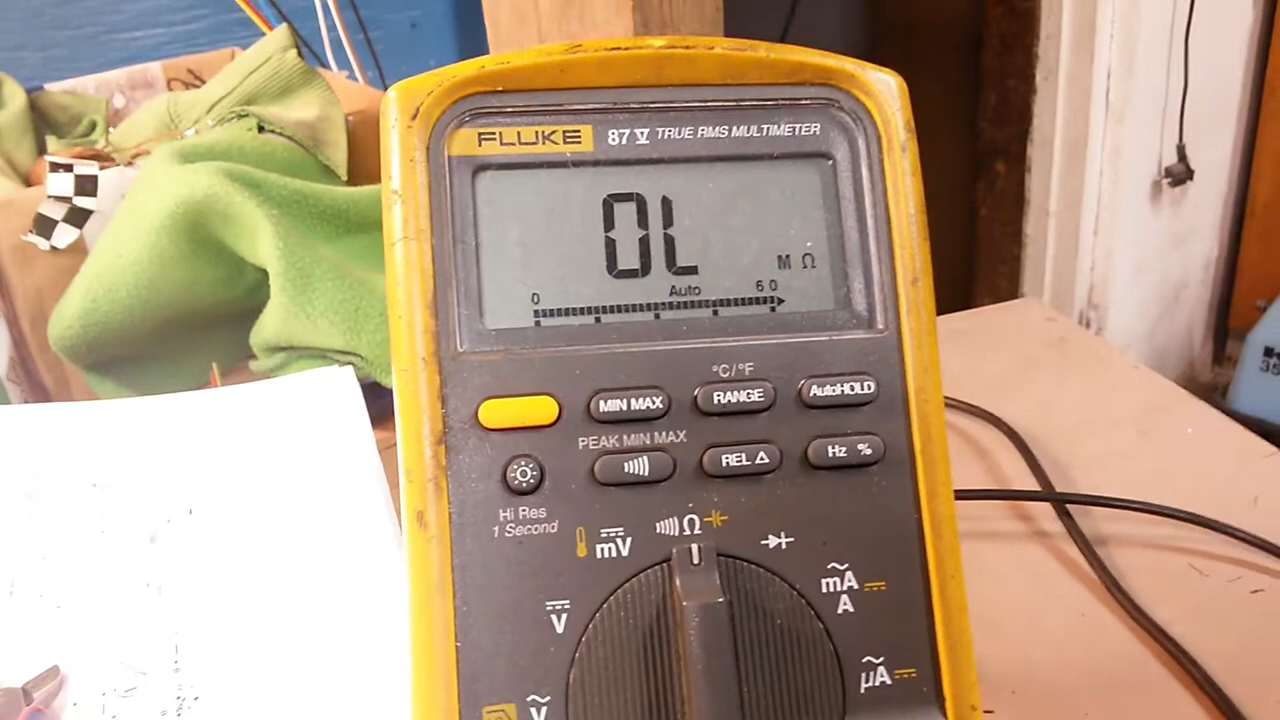 FLUKE 87 V TRUE RMS MULTIMETER
OL
M Ω
Auto
0 60
°C/°F
MIN MAX RANGE AutoHOLD
PEAK MIN MAX
REL Δ Hz %
Hi Res
1 Second
mV Ω
V mA
A
µA
V